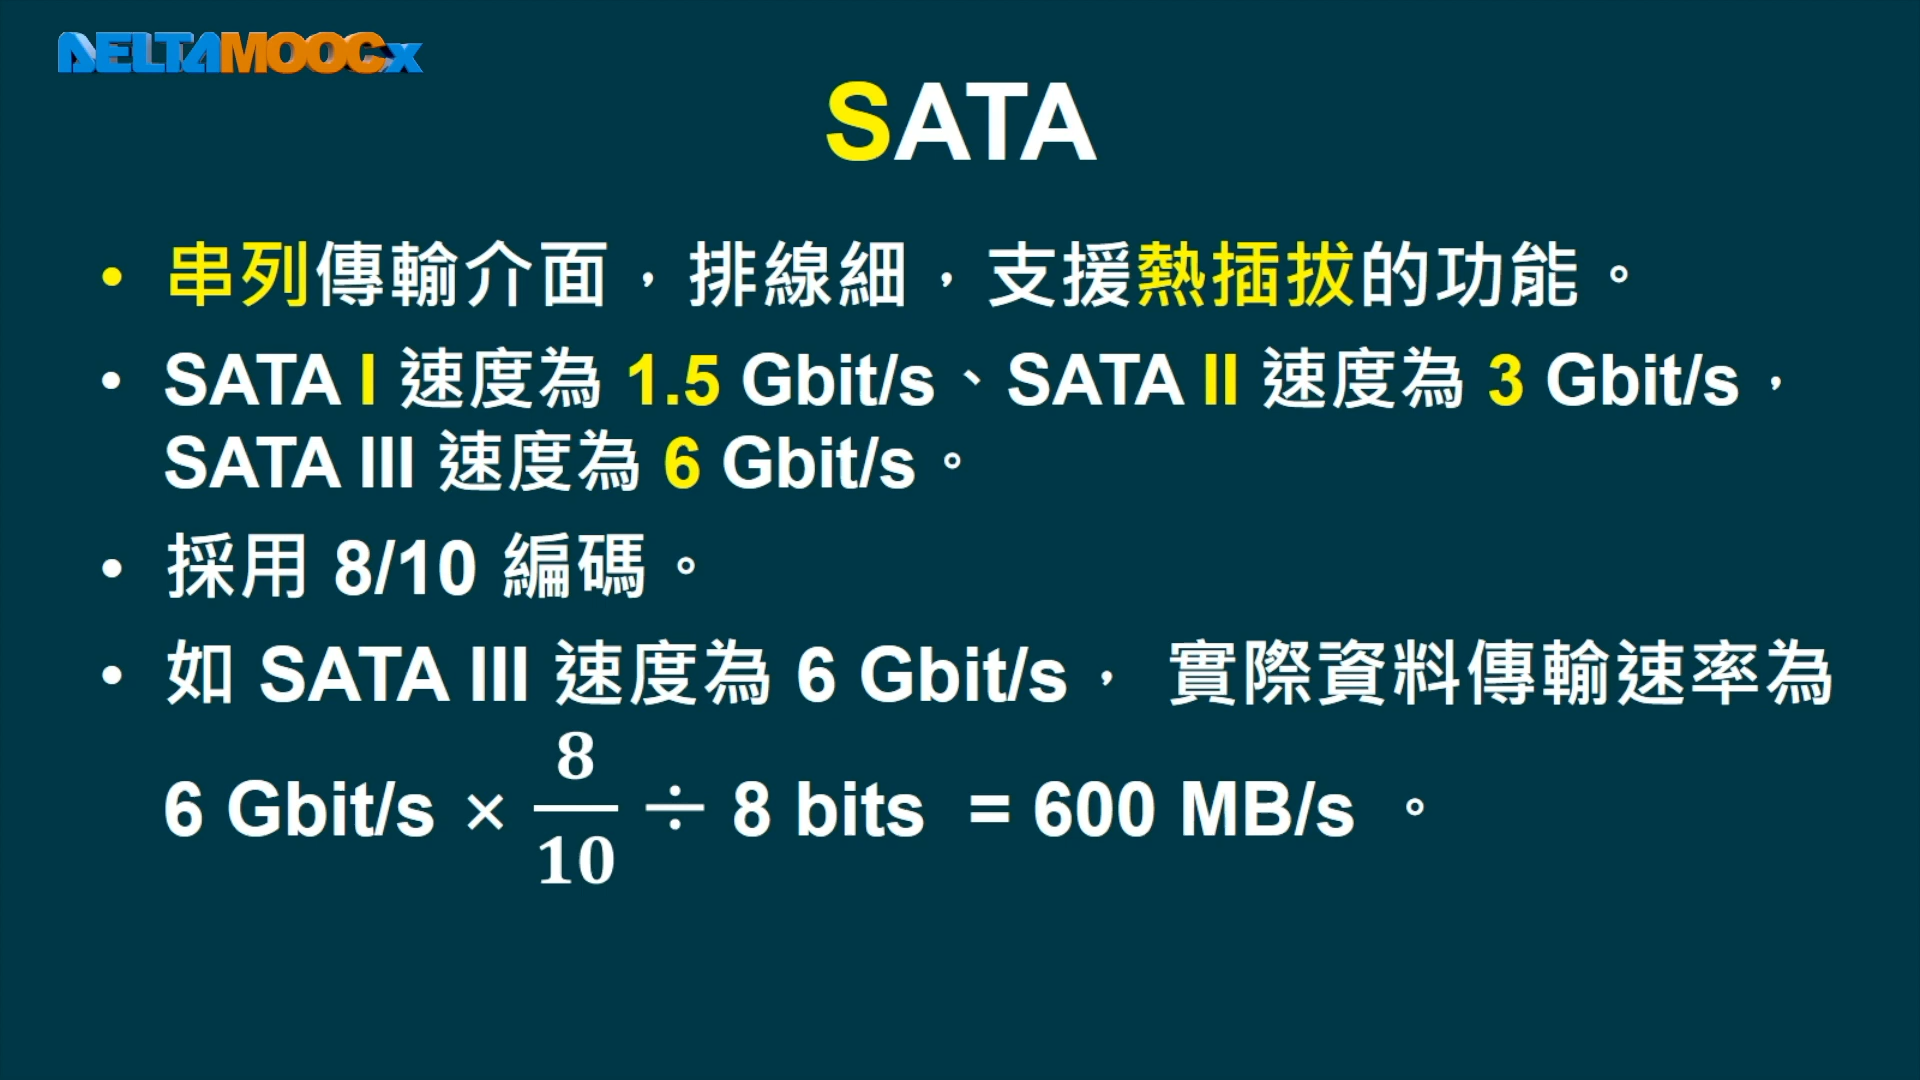 DELTAMOOCx
SATA
• 串列傳輸介面，排線細，支援熱插拔的功能。
• SATA I 速度為 1.5 Gbit/s、SATA II 速度為 3 Gbit/s，
SATA III 速度為 6 Gbit/s。
• 採用 8/10 編碼。
• 如 SATA III 速度為 6 Gbit/s， 實際資料傳輸速率為
6 Gbit/s × 8/10 ÷ 8 bits = 600 MB/s 。